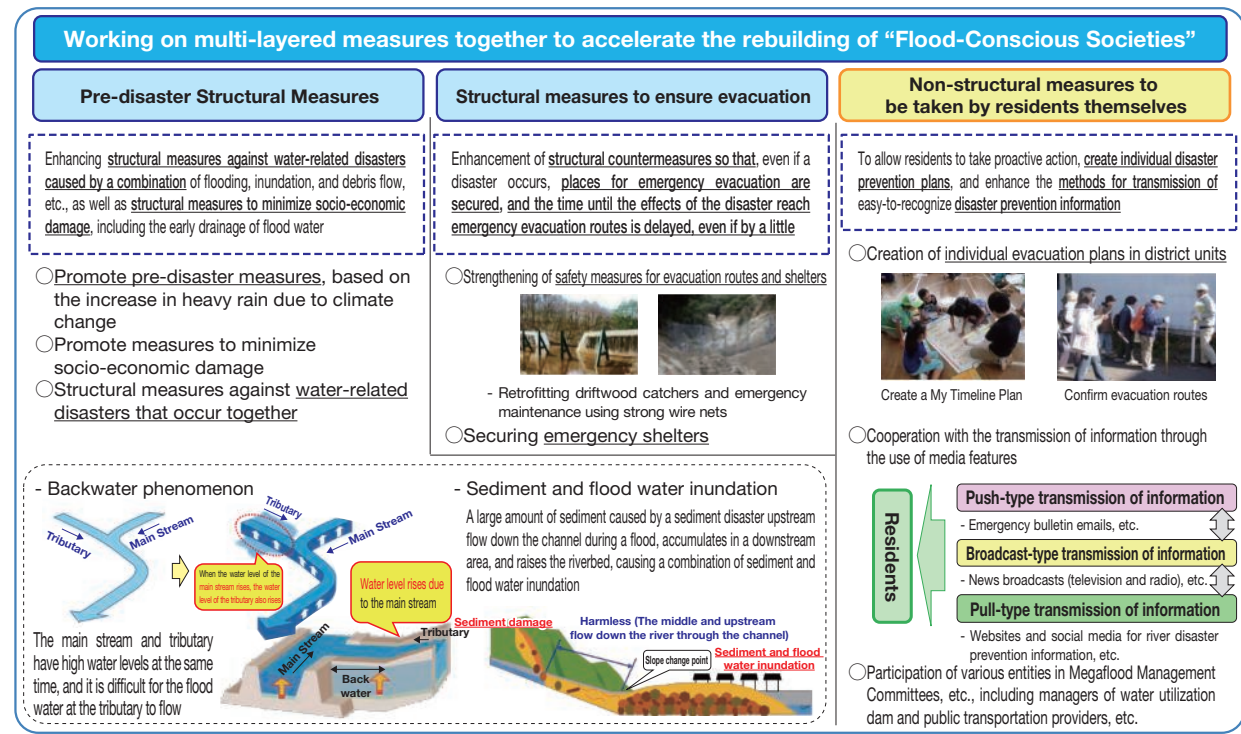 Working on multi-layered measures together to accelerate the rebuilding of “Flood-Conscious Societies”
Pre-disaster Structural Measures
Enhancing structural measures against water-related disasters
caused by a combination of flooding, inundation, and debris flow,
etc., as well as structural measures to minimize socio-economic
damage, including the early drainage of flood water
○Promote pre-disaster measures, based on
the increase in heavy rain due to climate
change
○Promote measures to minimize
socio-economic damage
○Structural measures against water-related
disasters that occur together
Structural measures to ensure evacuation
Enhancement of structural countermeasures so that, even if a
disaster occurs, places for emergency evacuation are
secured, and the time until the effects of the disaster reach
emergency evacuation routes is delayed, even if by a little
○Strengthening of safety measures for evacuation routes and shelters
- Retrofitting driftwood catchers and emergency
maintenance using strong wire nets
○Securing emergency shelters
- Backwater phenomenon
Tributary
Main Stream
Tributary
Main Stream
When the water level of the
main stream rises, the water
level of the tributary also rises
Water level rises due
to the main stream
The main stream and tributary
have high water levels at the same
time, and it is difficult for the flood
water at the tributary to flow
Main Stream
Tributary
Back
water
- Sediment and flood water inundation
A large amount of sediment caused by a sediment disaster upstream
flow down the channel during a flood, accumulates in a downstream
area, and raises the riverbed, causing a combination of sediment and
flood water inundation
Sediment damage
Harmless (The middle and upstream
flow down the river through the channel)
Slope change point
Sediment and flood
water inundation
Non-structural measures to
be taken by residents themselves
To allow residents to take proactive action, create individual disaster
prevention plans, and enhance the methods for transmission of
easy-to-recognize disaster prevention information
○Creation of individual evacuation plans in district units
Create a My Timeline Plan
Confirm evacuation routes
○Cooperation with the transmission of information through
the use of media features
Residents
Push-type transmission of information
- Emergency bulletin emails, etc.
Broadcast-type transmission of information
- News broadcasts (television and radio), etc.
Pull-type transmission of information
- Websites and social media for river disaster
prevention information, etc.
○Participation of various entities in Megaflood Management
Committees, etc., including managers of water utilization
dam and public transportation providers, etc.